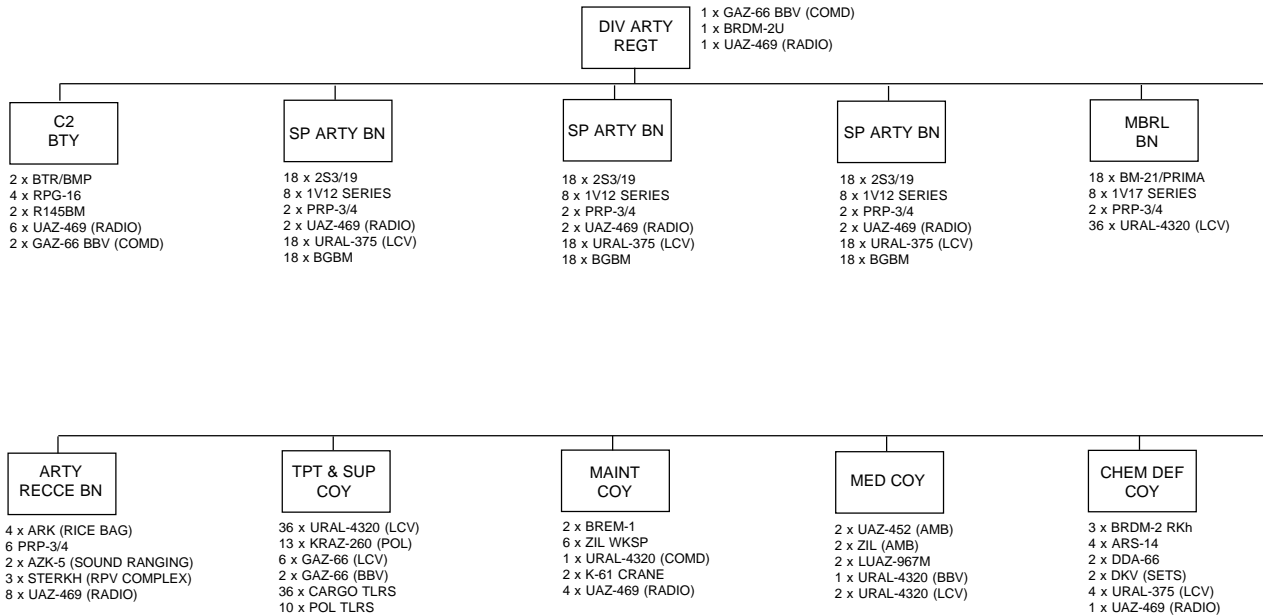 DIV ARTY
REGT
1 x GAZ-66 BBV (COMD)
1 x BRDM-2U
1 x UAZ-469 (RADIO)
C2
BTY
2 x BTR/BMP
4 x RPG-16
2 x R145BM
6 x UAZ-469 (RADIO)
2 x GAZ-66 BBV (COMD)
SP ARTY BN
18 x 2S3/19
8 x 1V12 SERIES
2 x PRP-3/4
2 x UAZ-469 (RADIO)
18 x URAL-375 (LCV)
18 x BGBM
SP ARTY BN
18 x 2S3/19
8 x 1V12 SERIES
2 x PRP-3/4
2 x UAZ-469 (RADIO)
18 x URAL-375 (LCV)
18 x BGBM
SP ARTY BN
18 x 2S3/19
8 x 1V12 SERIES
2 x PRP-3/4
2 x UAZ-469 (RADIO)
18 x URAL-375 (LCV)
18 x BGBM
MBRL
BN
18 x BM-21/PRIMA
8 x 1V17 SERIES
2 x PRP-3/4
36 x URAL-4320 (LCV)
ARTY
RECCE BN
4 x ARK (RICE BAG)
6 PRP-3/4
2 x AZK-5 (SOUND RANGING)
3 x STERKH (RPV COMPLEX)
8 x UAZ-469 (RADIO)
TPT & SUP
COY
36 x URAL-4320 (LCV)
13 x KRAZ-260 (POL)
6 x GAZ-66 (LCV)
2 x GAZ-66 (BBV)
36 x CARGO TLRS
10 x POL TLRS
MAINT
COY
2 x BREM-1
6 x ZIL WKSP
1 x URAL-4320 (COMD)
2 x K-61 CRANE
4 x UAZ-469 (RADIO)
MED COY
2 x UAZ-452 (AMB)
2 x ZIL (AMB)
2 x LUAZ-967M
1 x URAL-4320 (BBV)
2 x URAL-4320 (LCV)
CHEM DEF
COY
3 x BRDM-2 RKh
4 x ARS-14
2 x DDA-66
2 x DKV (SETS)
4 x URAL-375 (LCV)
1 x UAZ-469 (RADIO)